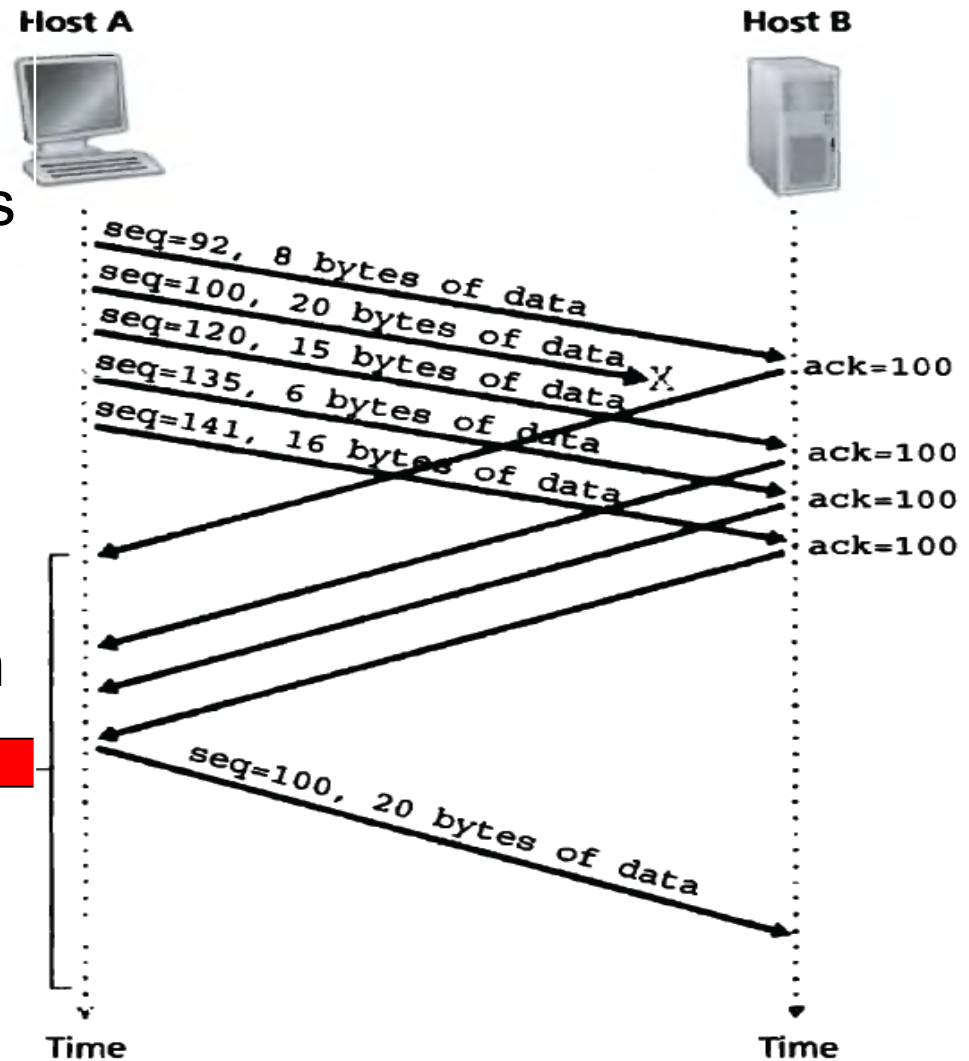 Host A
Host B
s
seq=92, 8 bytes of data
seq=100, 20 bytes of data
X
seq=120, 15 bytes of data
seq=135, 6 bytes of data
seq=141, 16 bytes of data
ack=100
ack=100
ack=100
ack=100
n
seq=100, 20 bytes of data
Time
Time